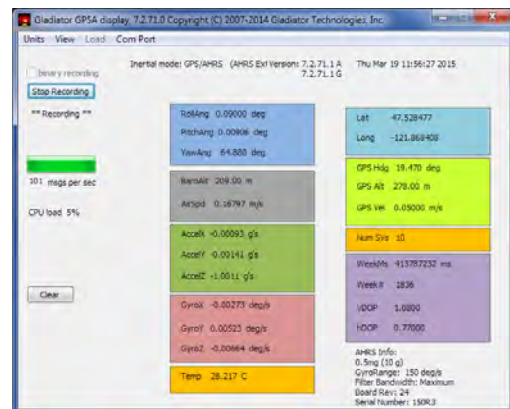 Gladiator GPSA display, 7.2.71.0 Copyright (C) 2007-2014 Gladiator Technologies, Inc.
Units View Load Com Port
Inertial mode: GPS/AHRS (AHRS Ext Version: 7.2.71.1 A
7.2.71.1 G
Thu Mar 19 11:56:27 2015
binary recording
Stop Recording
** Recording **
101 msgs per sec
CPU load 5%
Clear
RollAng 0.09000 deg
PitchAng 0.00906 deg
YawAng 64.880 deg
BaroAlt 209.00 m
AirSpd 0.16797 m/s
AccelX -0.00093 g's
AccelY -0.00141 g's
AccelZ -1.0011 g's
GyroX -0.00273 deg/s
GyroY 0.00523 deg/s
GyroZ -0.00664 deg/s
Temp 28.217 C
Lat 47.528477
Long -121.868408
GPS Hdg 19.470 deg
GPS Alt 278.00 m
GPS Vel 0.05000 m/s
Num SVs 10
WeekMs 413787232 ms
Week# 1836
VDOP 1.0800
HDOP 0.77000
AHRS Info:
0.5mg (10 g)
GyroRange: 150 deg/s
Filter Bandwidth: Maximum
Board Rev: 24
Serial Number: 150R3